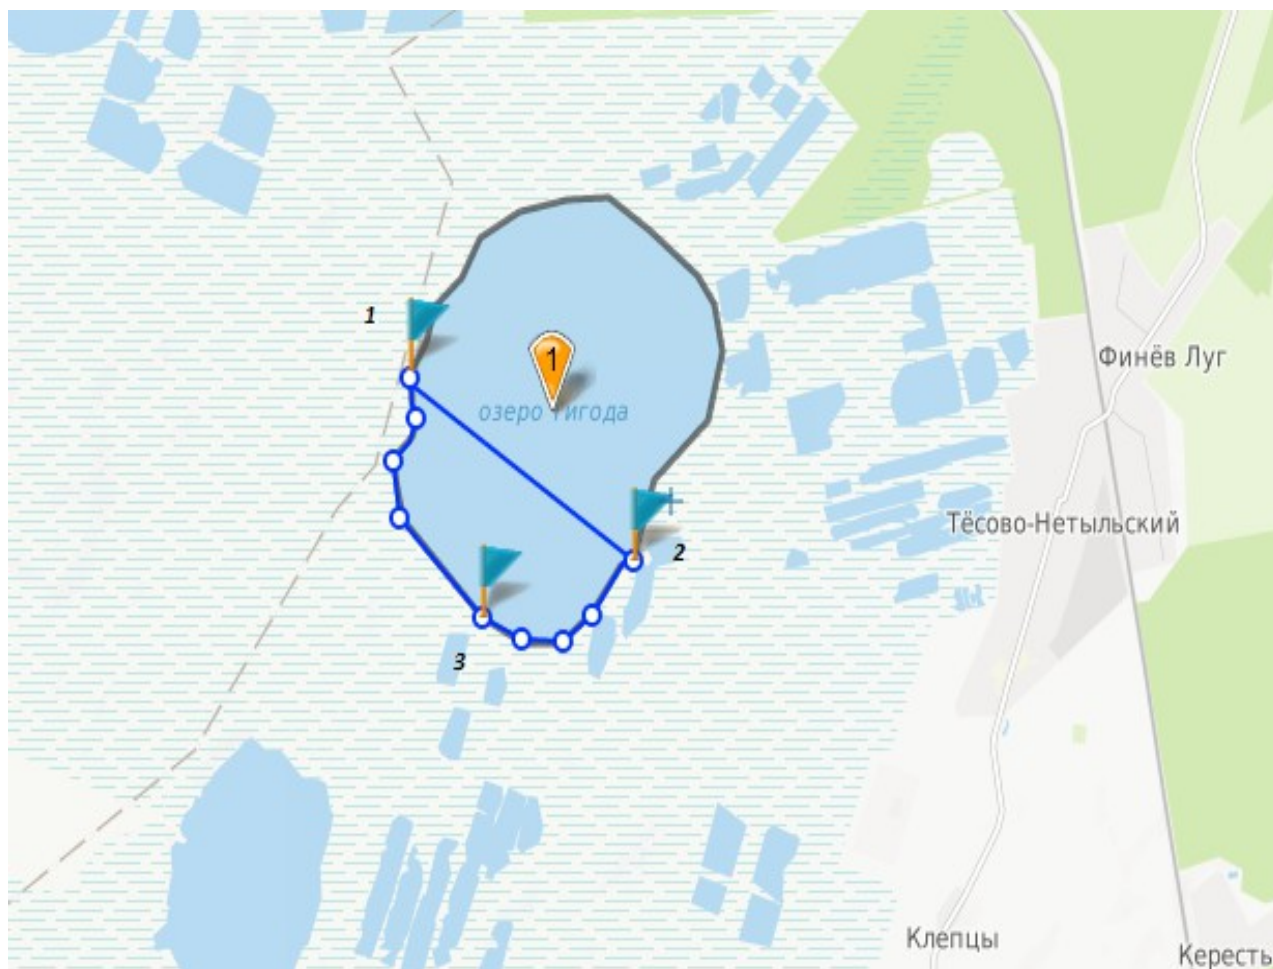 1
1
Финёв Луг
озеро Тигода
Тёсово-Нетыльский
2
3
Клепцы
Кересть